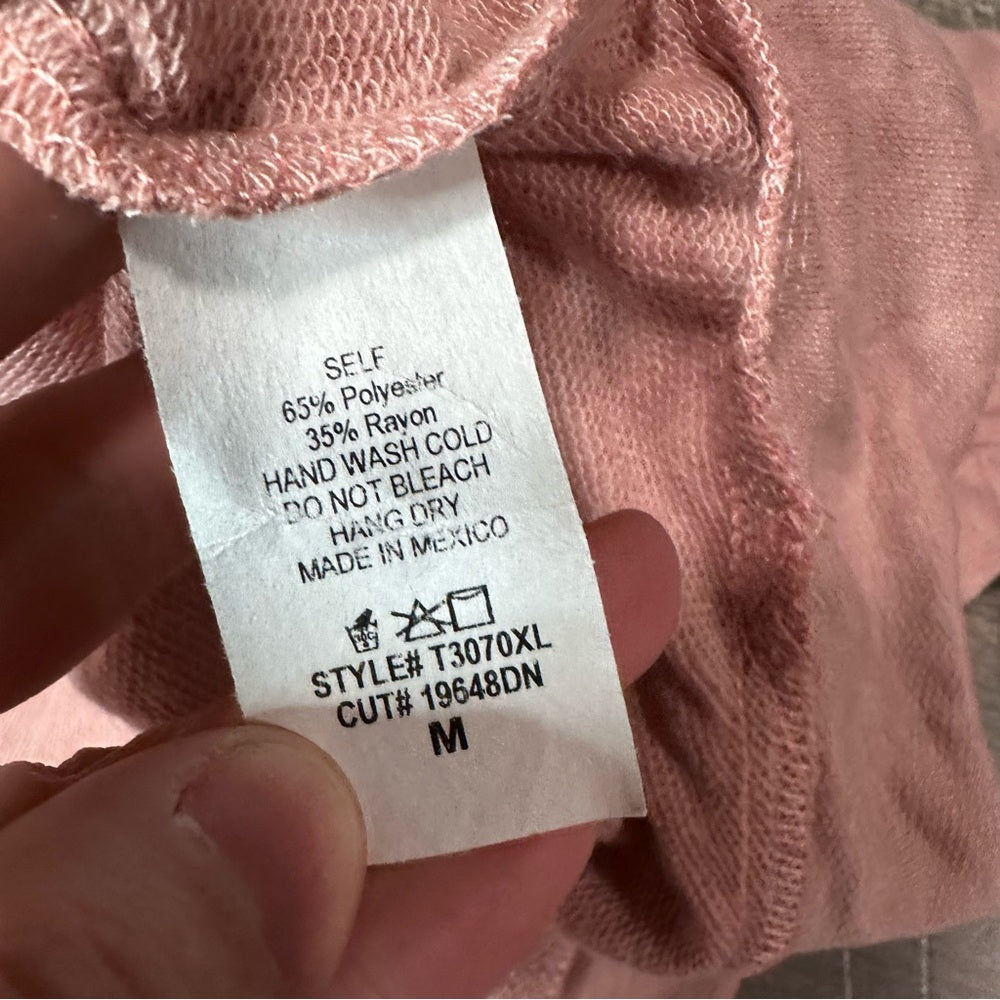 SELF
65% Polyester
35% Rayon
HAND WASH COLD
DO NOT BLEACH
HANG DRY
MADE IN MEXICO
STYLE# T3070XL
CUT# 19648DN
M